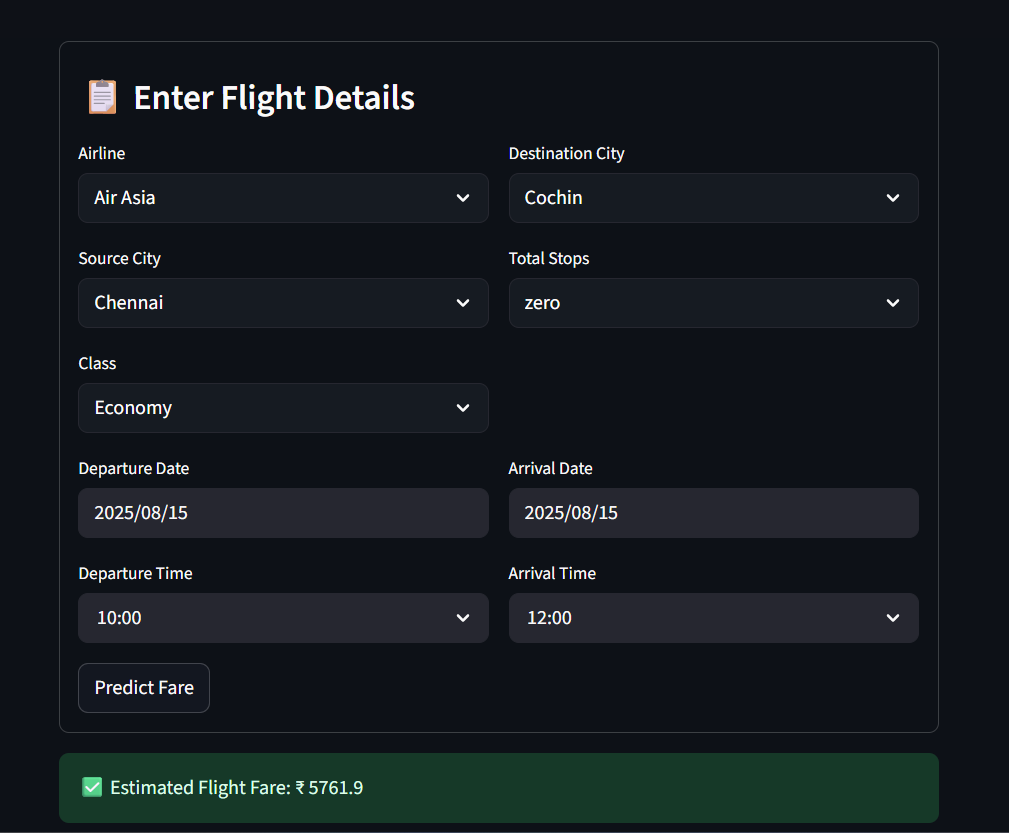 📋 Enter Flight Details
Airline
Destination City
Air Asia
Cochin
Source City
Total Stops
Chennai
zero
Class
Economy
Departure Date
Arrival Date
2025/08/15
2025/08/15
Departure Time
Arrival Time
10:00
12:00
Predict Fare
✅ Estimated Flight Fare: ₹ 5761.9